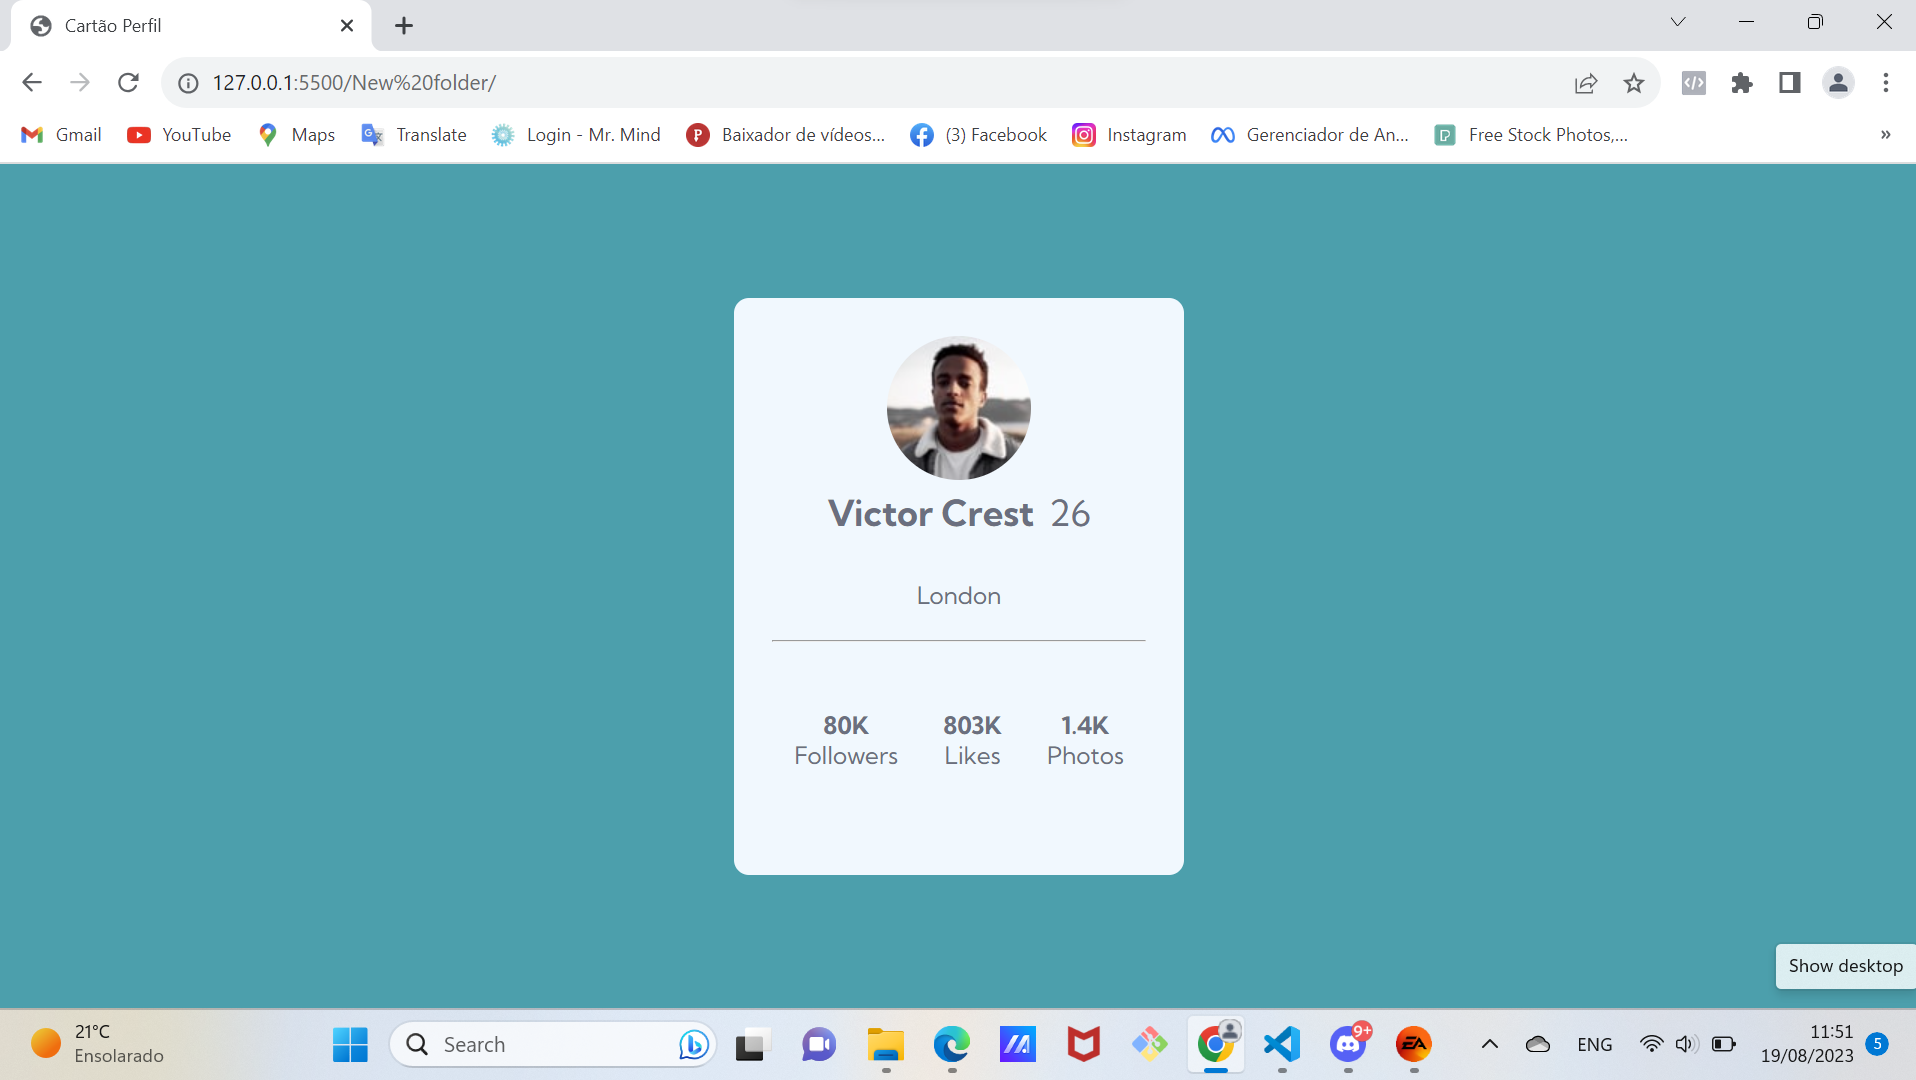 Cartão Perfil
127.0.0.1:5500/New%20folder/
Gmail YouTube Maps Translate Login - Mr. Mind Baixador de vídeos... (3) Facebook Instagram Gerenciador de An... Free Stock Photos,... »
Victor Crest 26
London
80K 803K 1.4K
Followers Likes Photos
Show desktop
21°C
Ensolarado
Search
9+
EA
ENG
11:51
19/08/2023
5